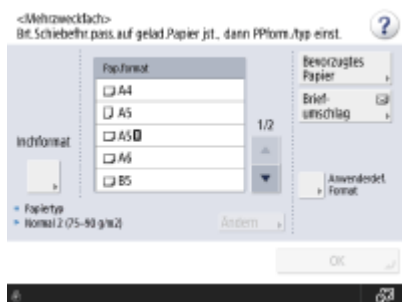 <Mehrzweckfach>
Brt.Schiebefhr.pass.auf gelad.Papier jst., dann PPform./typ einst.
?
Pap.format
A4
A5
A5
A6
B5
Inchformat
1/2
Bevorzugtes
Papier
Brief-
umschlag
Anwenderdef.
Format
Papiertyp
Normal 2 (75-90 g/m2)
Ändern
OK